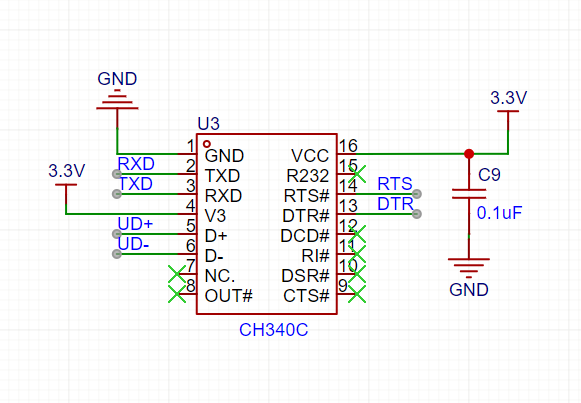 GND
3.3V
U3
1
GND
VCC
16
RXD
2
TXD
R232
15
TXD
3
RXD
RTS#
14
RTS
3.3V
4
V3
DTR#
13
DTR
UD+
5
D+
DCD#
12
UD-
6
D-
RI#
11
7
NC.
DSR#
10
8
OUT#
CTS#
9
C9
0.1uF
GND
CH340C